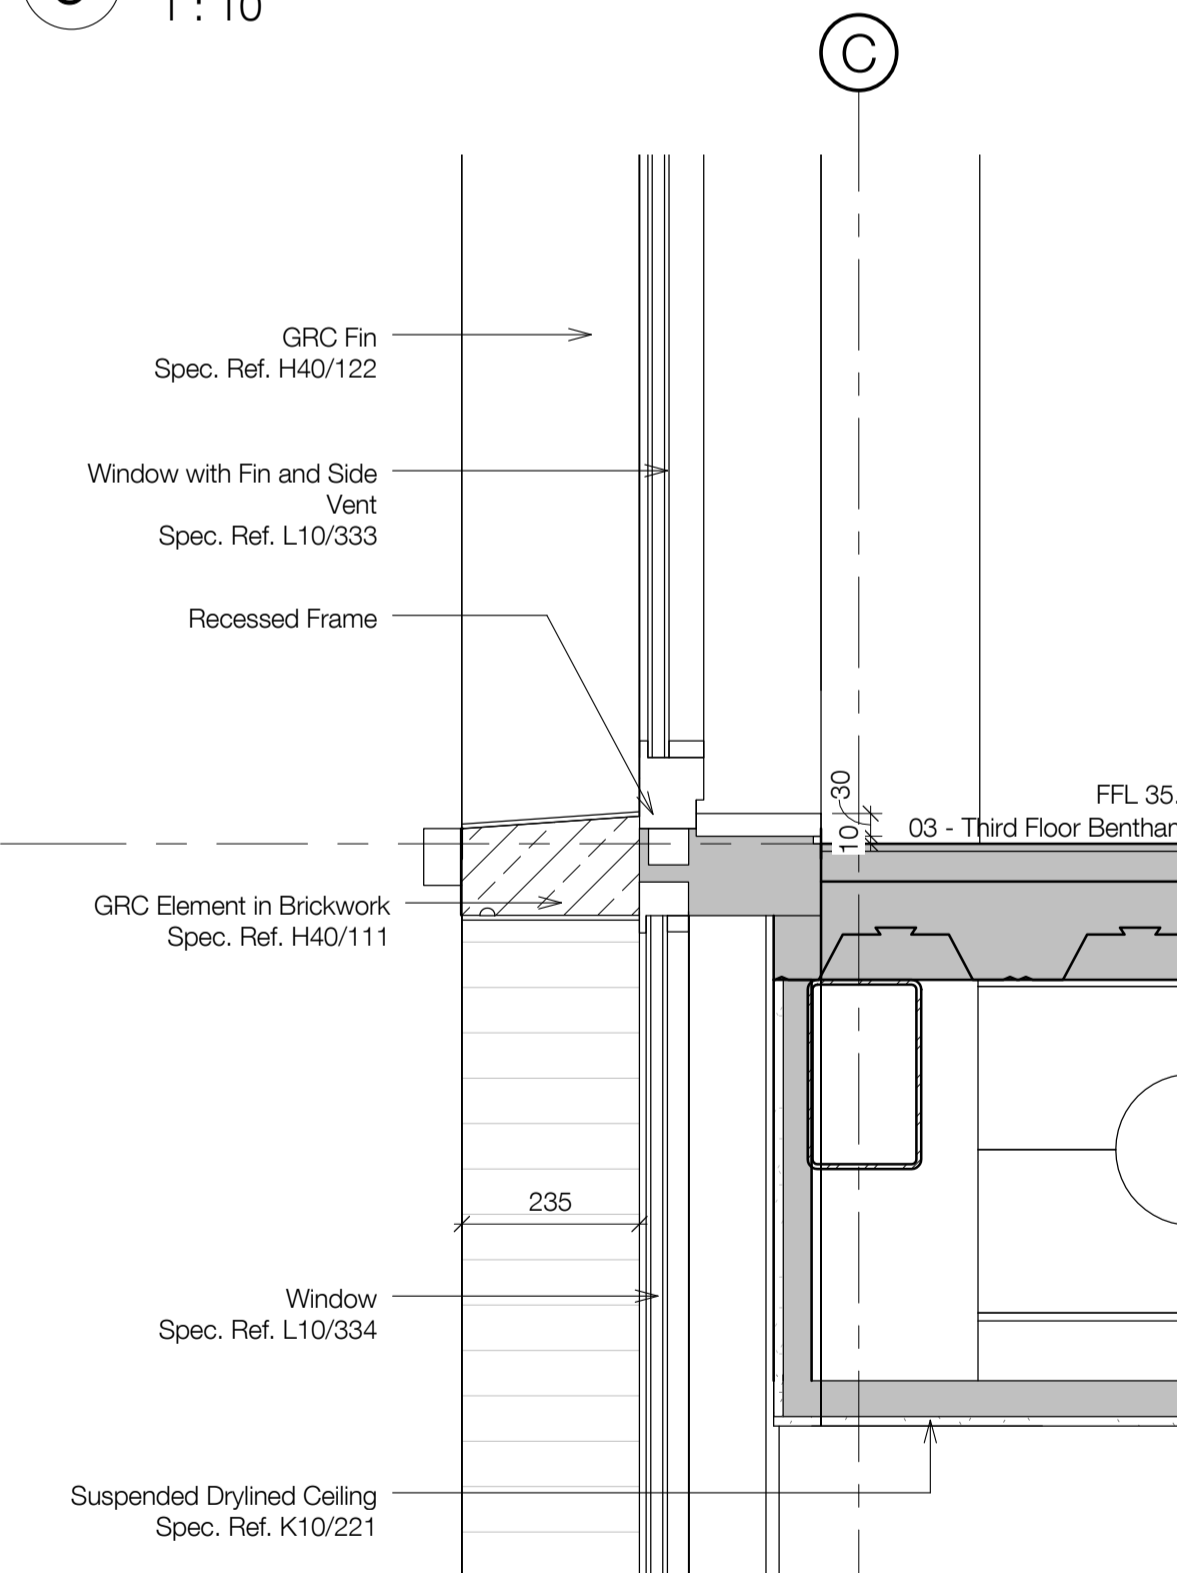 1 : 10
C
GRC Fin
Spec. Ref. H40/122
Window with Fin and Side
Vent
Spec. Ref. L10/333
Recessed Frame
30
10
FFL 35.
03 - Third Floor Bentham
GRC Element in Brickwork
Spec. Ref. H40/111
235
Window
Spec. Ref. L10/334
Suspended Drylined Ceiling
Spec. Ref. K10/221